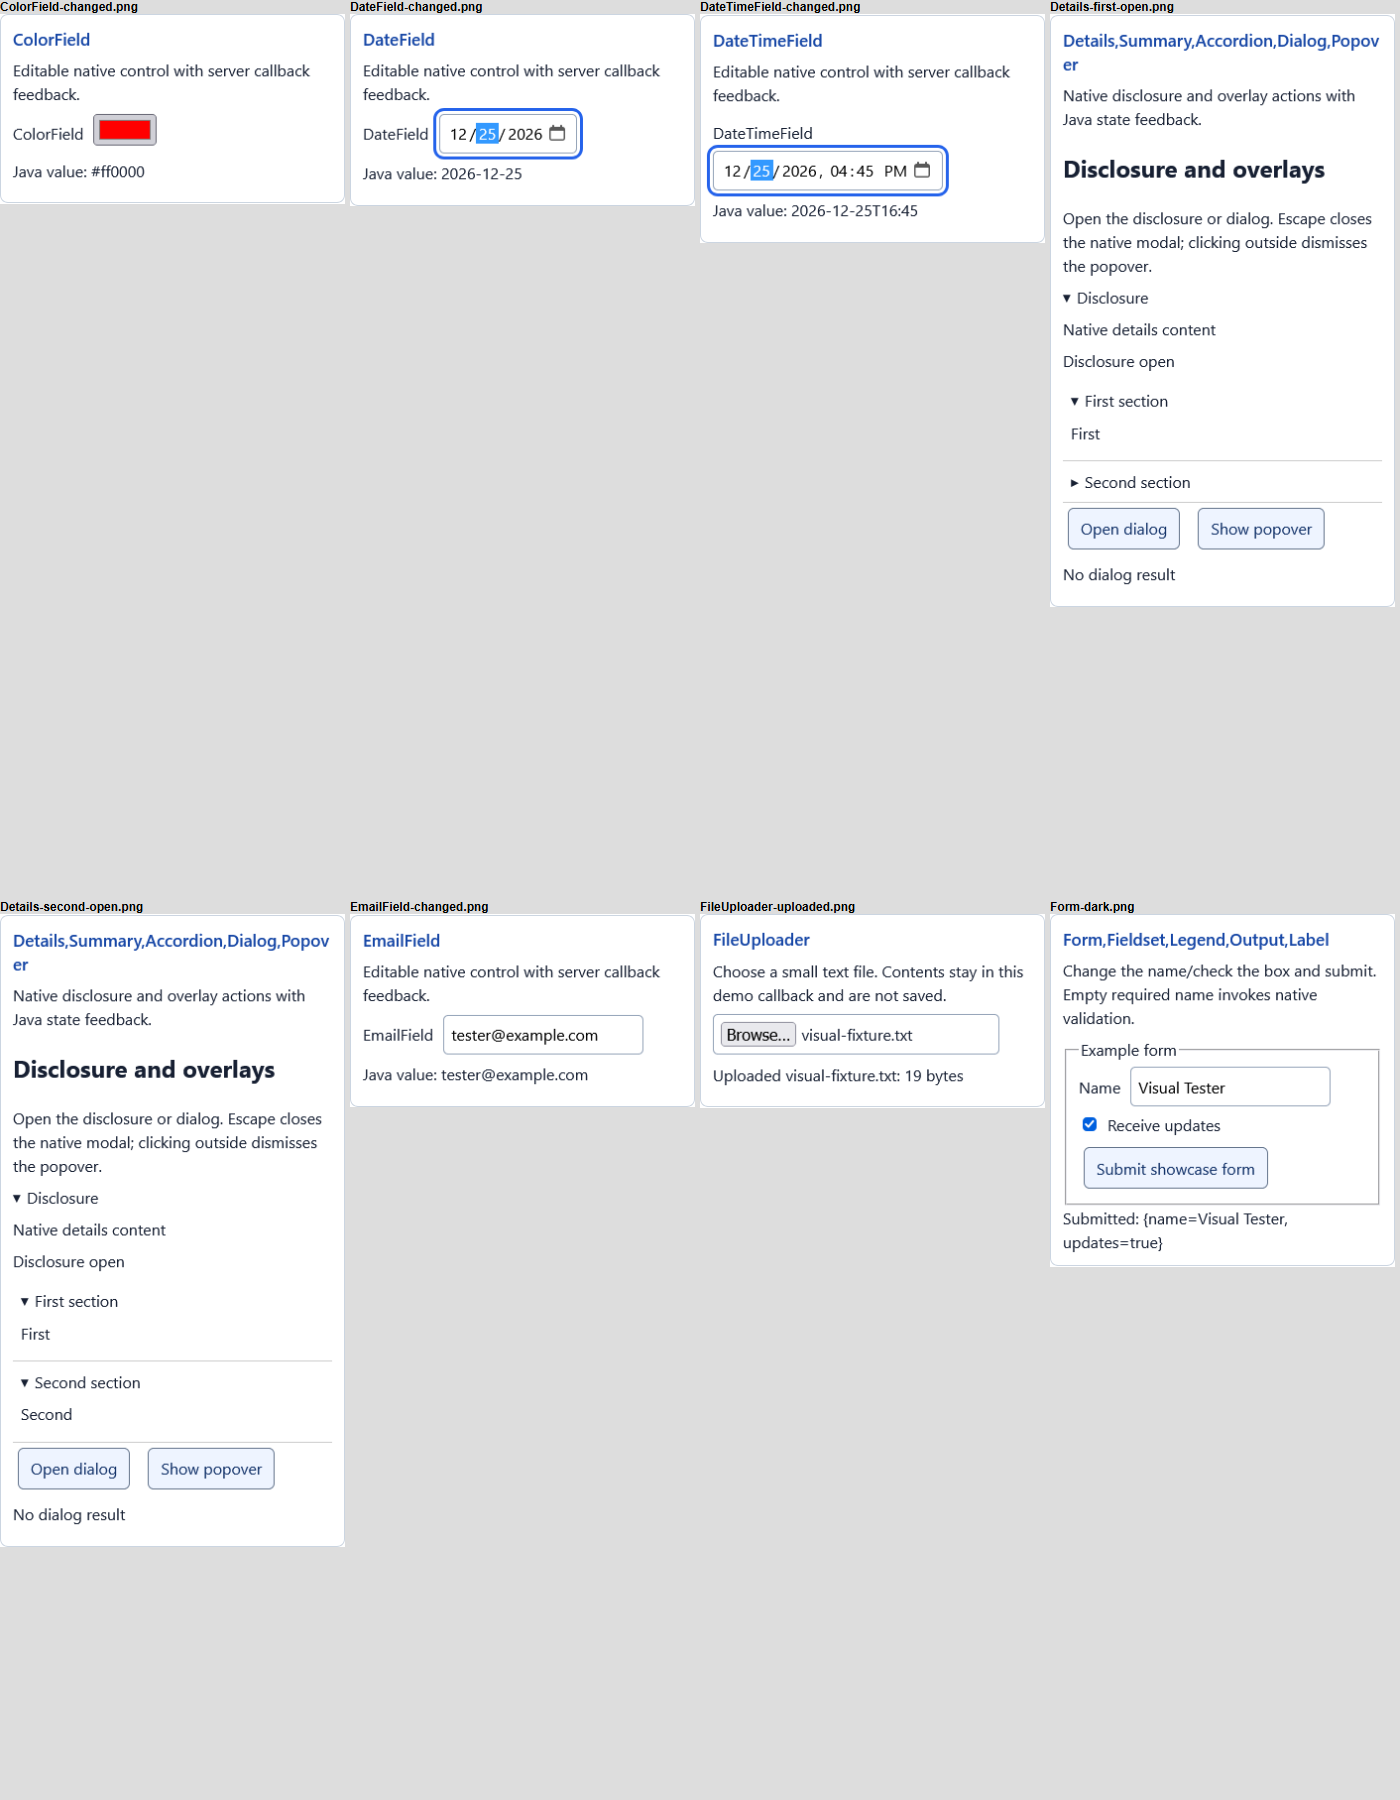 ColorField-changed.png
ColorField
Editable native control with server callback
feedback.
ColorField
Java value: #ff0000
DateField-changed.png
DateField
Editable native control with server callback
feedback.
DateField 12/25/2026
Java value: 2026-12-25
DateTimeField-changed.png
DateTimeField
Editable native control with server callback
feedback.
DateTimeField
12/25/2026, 04:45 PM
Java value: 2026-12-25T16:45
Details-first-open.png
Details,Summary,Accordion,Dialog,Popov
er
Native disclosure and overlay actions with
Java state feedback.
Disclosure and overlays
Open the disclosure or dialog. Escape closes
the native modal; clicking outside dismisses
the popover.
▾ Disclosure
Native details content
Disclosure open
▾ First section
First
▸ Second section
Open dialog Show popover
No dialog result
Details-second-open.png
Details,Summary,Accordion,Dialog,Popov
er
Native disclosure and overlay actions with
Java state feedback.
Disclosure and overlays
Open the disclosure or dialog. Escape closes
the native modal; clicking outside dismisses
the popover.
▾ Disclosure
Native details content
Disclosure open
▾ First section
First
▾ Second section
Second
Open dialog Show popover
No dialog result
EmailField-changed.png
EmailField
Editable native control with server callback
feedback.
EmailField tester@example.com
Java value: tester@example.com
FileUploader-uploaded.png
FileUploader
Choose a small text file. Contents stay in this
demo callback and are not saved.
Browse... visual-fixture.txt
Uploaded visual-fixture.txt: 19 bytes
Form-dark.png
Form,Fieldset,Legend,Output,Label
Change the name/check the box and submit.
Empty required name invokes native
validation.
Example form
Name Visual Tester
Receive updates
Submit showcase form
Submitted: {name=Visual Tester,
updates=true}